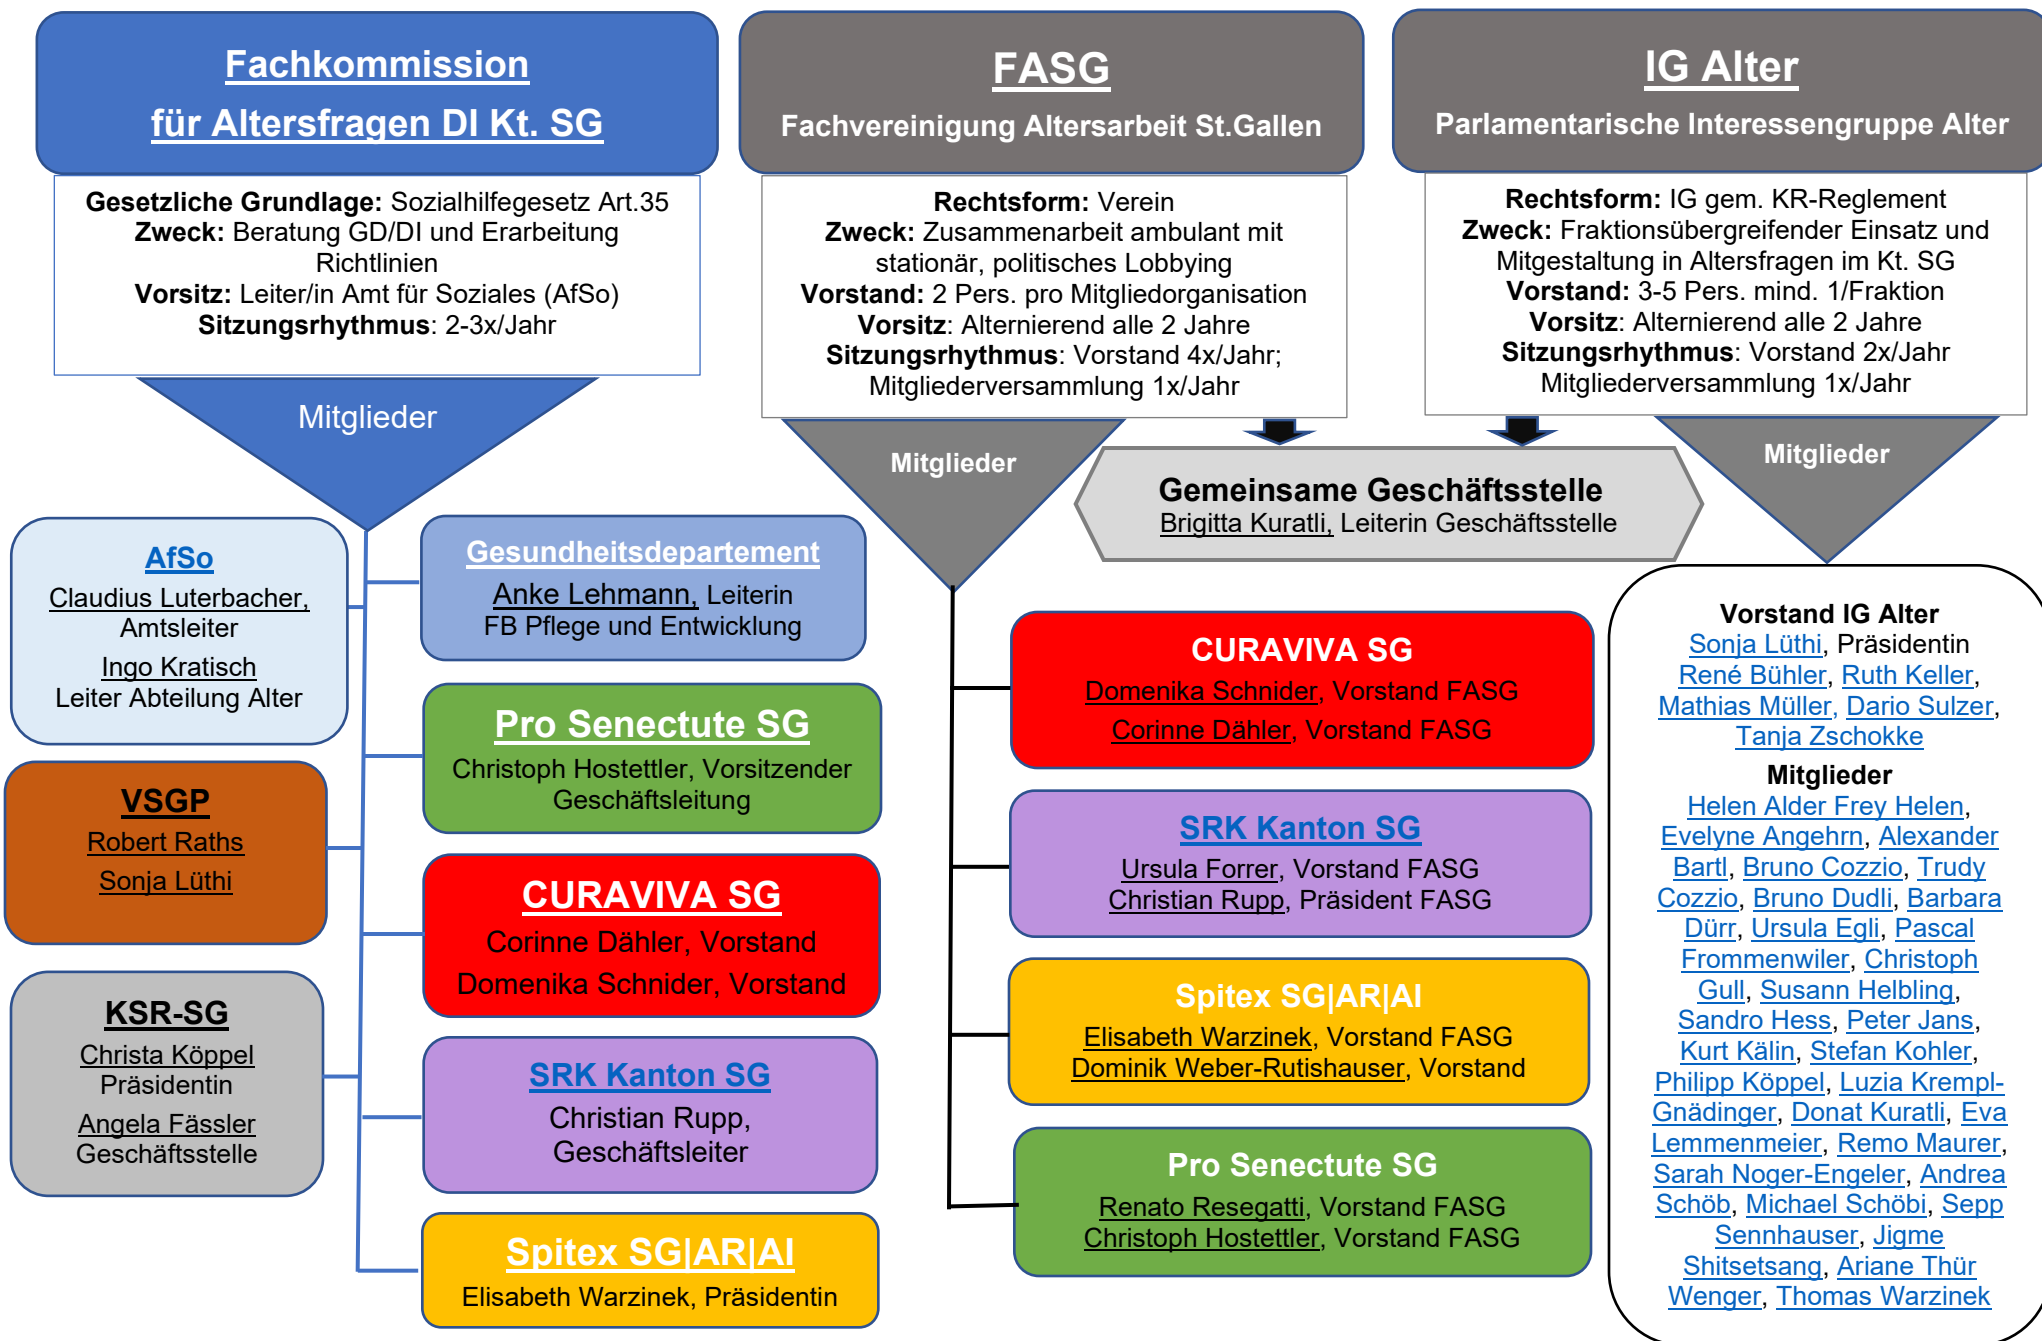 Fachkommission
für Altersfragen DI Kt. SG
Gesetzliche Grundlage: Sozialhilfegesetz Art.35
Zweck: Beratung GD/DI und Erarbeitung
Richtlinien
Vorsitz: Leiter/in Amt für Soziales (AfSo)
Sitzungsrhythmus: 2-3x/Jahr
Mitglieder
AfSo
Claudius Luterbacher,
Amtsleiter
Ingo Kratisch
Leiter Abteilung Alter
VSGP
Robert Raths
Sonja Lüthi
KSR-SG
Christa Köppel
Präsidentin
Angela Fässler
Geschäftsstelle
Gesundheitsdepartement
Anke Lehmann, Leiterin
FB Pflege und Entwicklung
Pro Senectute SG
Christoph Hostettler, Vorsitzender
Geschäftsleitung
CURAVIVA SG
Corinne Dähler, Vorstand
Domenika Schnider, Vorstand
SRK Kanton SG
Christian Rupp,
Geschäftsleiter
Spitex SG|AR|AI
Elisabeth Warzinek, Präsidentin
FASG
Fachvereinigung Altersarbeit St.Gallen
Rechtsform: Verein
Zweck: Zusammenarbeit ambulant mit
stationär, politisches Lobbying
Vorstand: 2 Pers. pro Mitgliedorganisation
Vorsitz: Alternierend alle 2 Jahre
Sitzungsrhythmus: Vorstand 4x/Jahr;
Mitgliederversammlung 1x/Jahr
Mitglieder
Gemeinsame Geschäftsstelle
Brigitta Kuratli, Leiterin Geschäftsstelle
CURAVIVA SG
Domenika Schnider, Vorstand FASG
Corinne Dähler, Vorstand FASG
SRK Kanton SG
Ursula Forrer, Vorstand FASG
Christian Rupp, Präsident FASG
Spitex SG|AR|AI
Elisabeth Warzinek, Vorstand FASG
Dominik Weber-Rutishauser, Vorstand
Pro Senectute SG
Renato Resegatti, Vorstand FASG
Christoph Hostettler, Vorstand FASG
IG Alter
Parlamentarische Interessengruppe Alter
Rechtsform: IG gem. KR-Reglement
Zweck: Fraktionsübergreifender Einsatz und
Mitgestaltung in Altersfragen im Kt. SG
Vorstand: 3-5 Pers. mind. 1/Fraktion
Vorsitz: Alternierend alle 2 Jahre
Sitzungsrhythmus: Vorstand 2x/Jahr
Mitgliederversammlung 1x/Jahr
Mitglieder
Vorstand IG Alter
Sonja Lüthi, Präsidentin
René Bühler, Ruth Keller,
Mathias Müller, Dario Sulzer,
Tanja Zschokke
Mitglieder
Helen Alder Frey Helen,
Evelyne Angehrn, Alexander
Bartl, Bruno Cozzio, Trudy
Cozzio, Bruno Dudli, Barbara
Dürr, Ursula Egli, Pascal
Frommenwiler, Christoph
Gull, Susann Helbling,
Sandro Hess, Peter Jans,
Kurt Kälin, Stefan Kohler,
Philipp Köppel, Luzia Krempl-
Gnädinger, Donat Kuratli, Eva
Lemmenmeier, Remo Maurer,
Sarah Noger-Engeler, Andrea
Schöb, Michael Schöbi, Sepp
Sennhauser, Jigme
Shitsetsang, Ariane Thür
Wenger, Thomas Warzinek